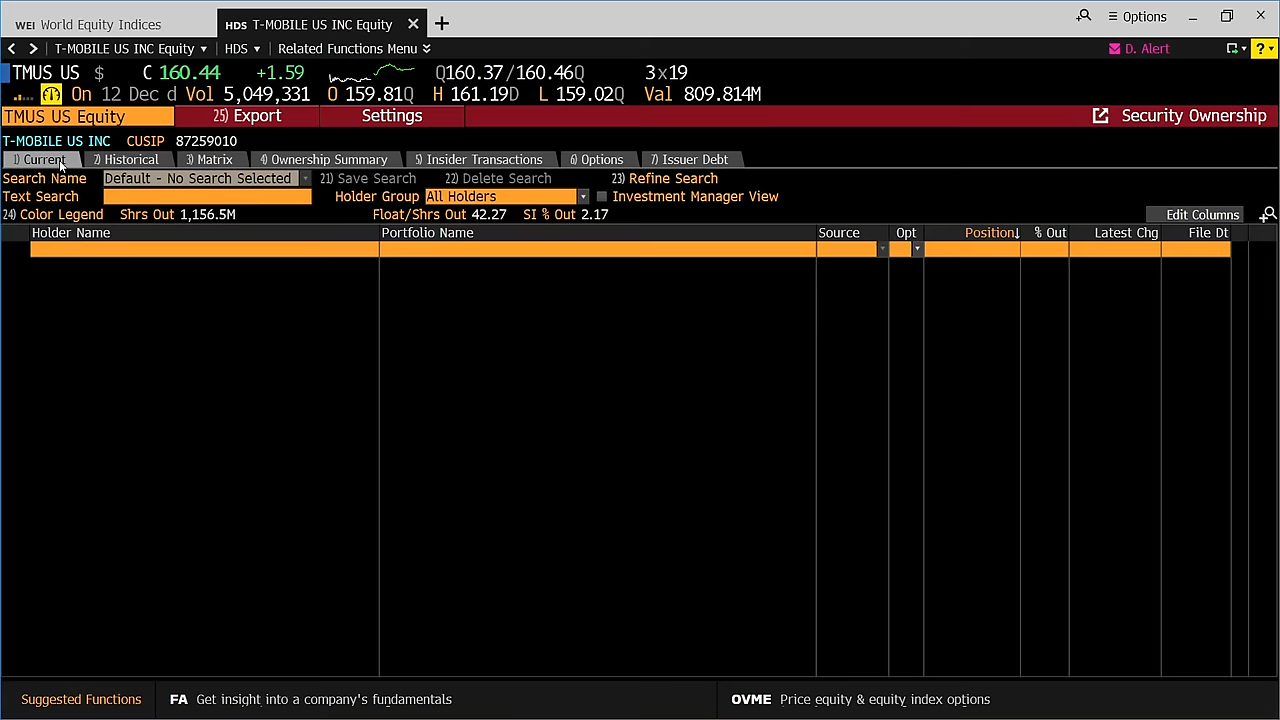 WEI World Equity Indices HDS T-MOBILE US INC Equity Options
T-MOBILE US INC Equity HDS Related Functions Menu D. Alert ?
TMUS US $ C 160.44 +1.59 Q160.37/160.46Q 3x19
On 12 Dec d Vol 5,049,331 O 159.81Q H 161.19D L 159.02Q Val 809.814M
TMUS US Equity 25) Export Settings Security Ownership
T-MOBILE US INC CUSIP 87259010
1) Current 2) Historical 3) Matrix 4) Ownership Summary 5) Insider Transactions 6) Options 7) Issuer Debt
Search Name Default - No Search Selected 21) Save Search 22) Delete Search 23) Refine Search
Text Search Holder Group All Holders Investment Manager View
24) Color Legend Shrs Out 1,156.5M Float/Shrs Out 42.27 SI % Out 2.17 Edit Columns
Holder Name Portfolio Name Source Opt Position↓ % Out Latest Chg File Dt
Suggested Functions FA Get insight into a company's fundamentals OVME Price equity & equity index options